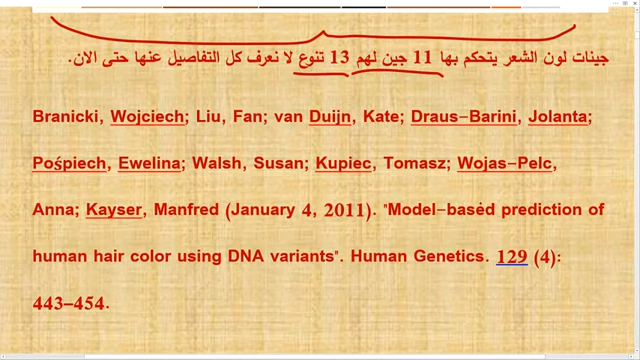 جينات لون الشعر يتحكم بها 11 جين لهم 13 تنوع لا نعرف كل التفاصيل عنها حتى الان.
Branicki, Wojciech; Liu, Fan; van Duijn, Kate; Draus-Barini, Jolanta;
Pośpiech, Ewelina; Walsh, Susan; Kupiec, Tomasz; Wojas-Pelc,
Anna; Kayser, Manfred (January 4, 2011). "Model-based prediction of
human hair color using DNA variants". Human Genetics. 129 (4):
443–454.